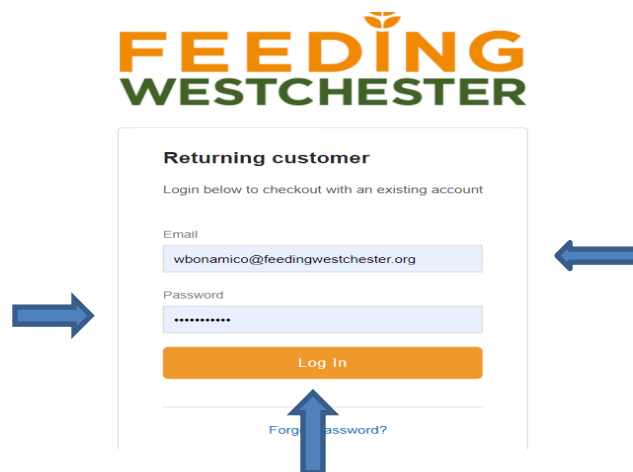 FEEDING
WESTCHESTER
Returning customer
Login below to checkout with an existing account
Email
wbonamico@feedingwestchester.org
Password
•••••••••••
Log In
password?